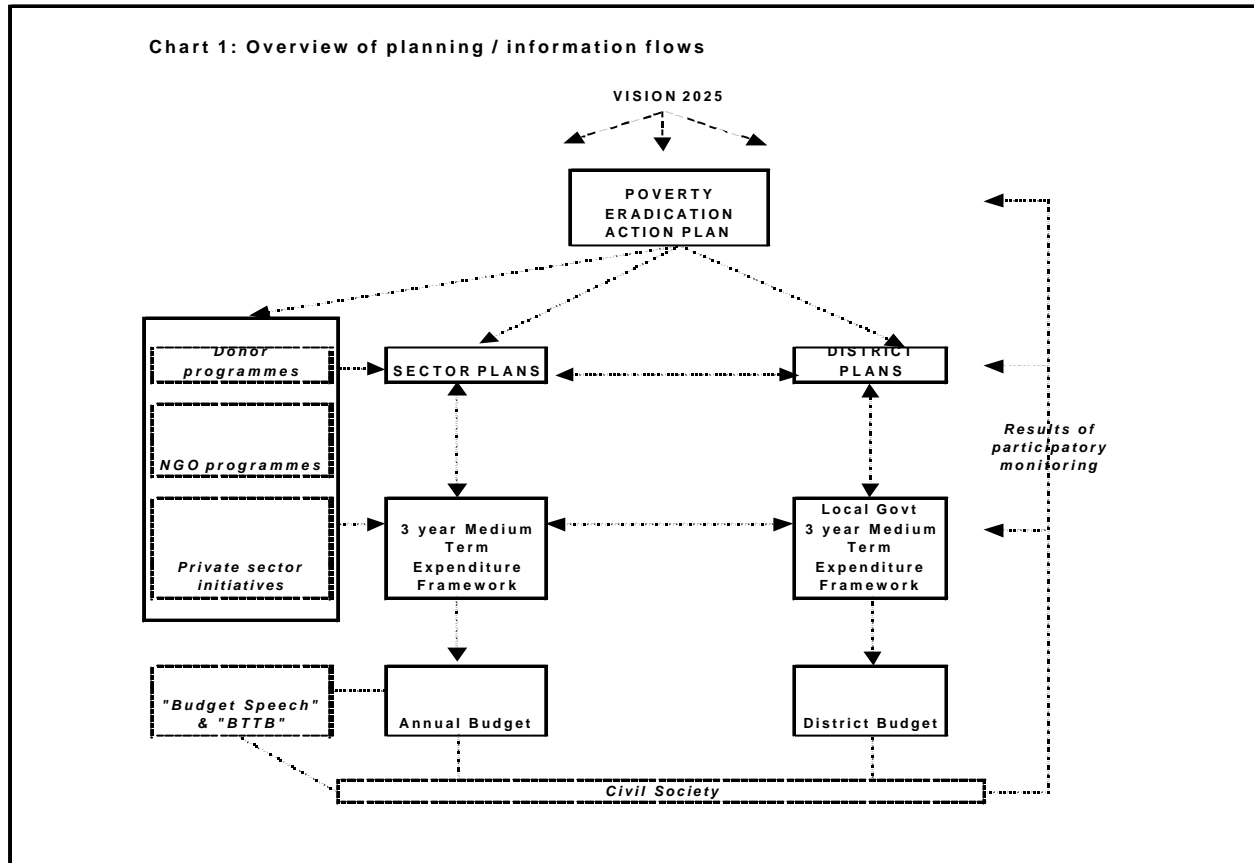 Chart 1: Overview of planning / information flows
VISION 2025
POVERTY
ERADICATION
ACTION PLAN
Donor
programmes
SECTOR PLANS
DISTRICT
PLANS
NGO programmes
Results of
participatory
monitoring
Private sector
initiatives
3 year Medium
Term
Expenditure
Framework
Local Govt
3 year Medium
Term
Expenditure
Framework
"Budget Speech"
& "BTTB"
Annual Budget
District Budget
Civil Society